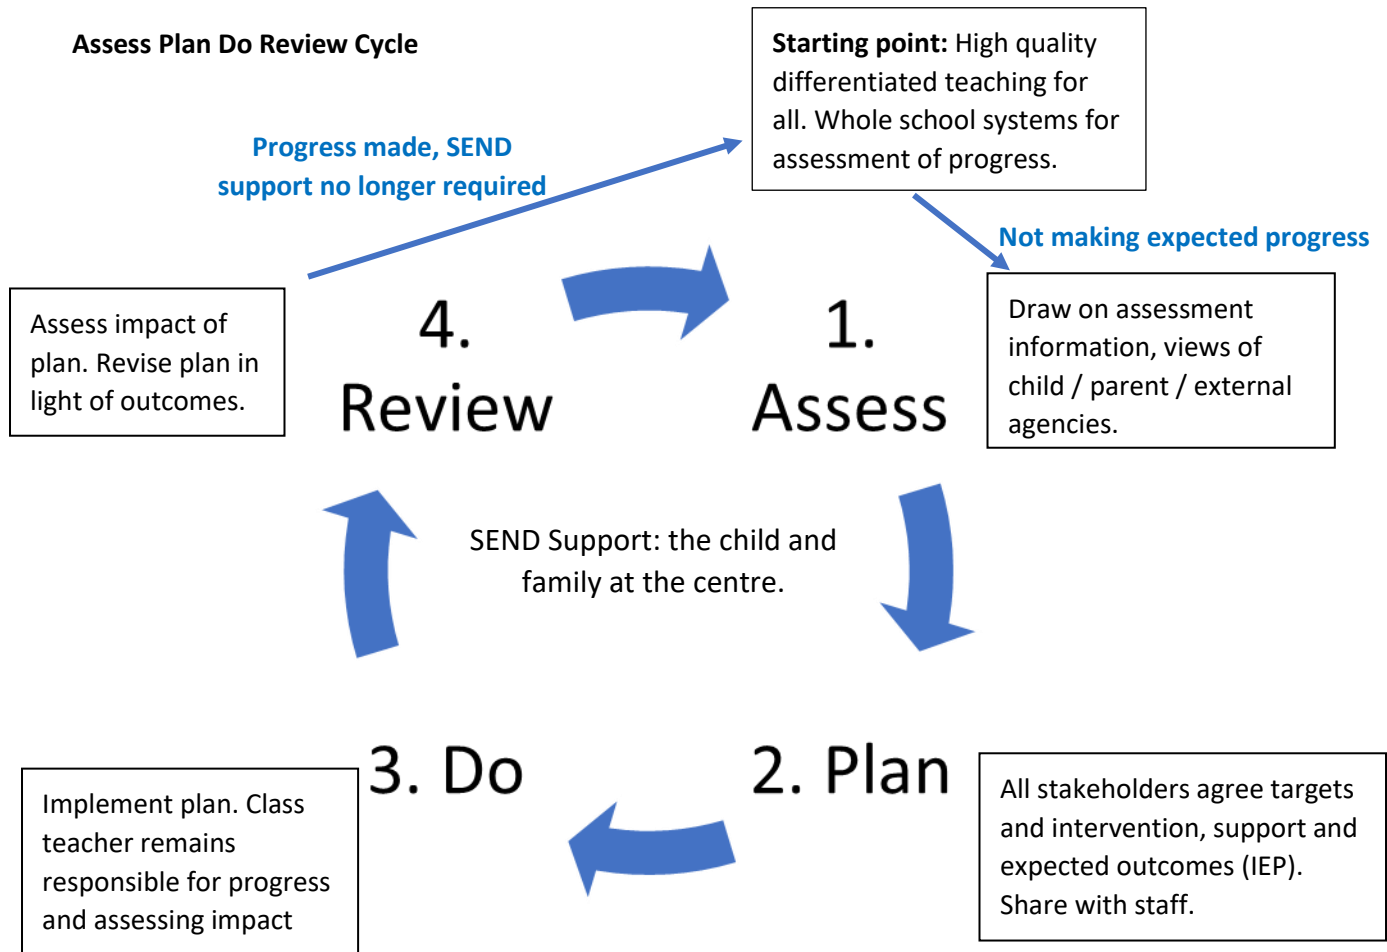 Assess Plan Do Review Cycle
Starting point: High quality
differentiated teaching for
all. Whole school systems for
assessment of progress.
Progress made, SEND
support no longer required
Not making expected progress
Assess impact of
plan. Revise plan in
light of outcomes.
4.
Review
1.
Assess
Draw on assessment
information, views of
child / parent / external
agencies.
SEND Support: the child and
family at the centre.
3. Do
2. Plan
Implement plan. Class
teacher remains
responsible for progress
and assessing impact
All stakeholders agree targets
and intervention, support and
expected outcomes (IEP).
Share with staff.